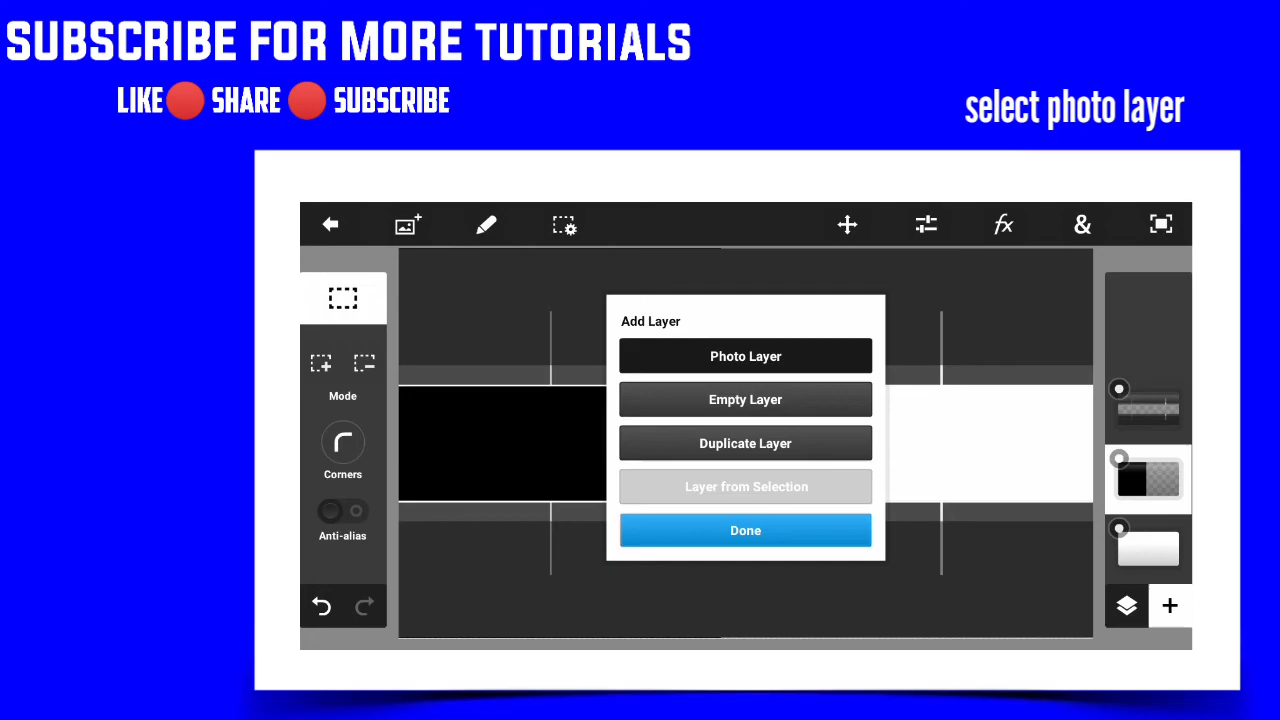 SUBSCRIBE FOR MORE TUTORIALS
LIKE🔴 SHARE 🔴 SUBSCRIBE
select photo layer
fx
&
Add Layer
Photo Layer
Empty Layer
Duplicate Layer
Layer from Selection
Done
Mode
Corners
Anti-alias